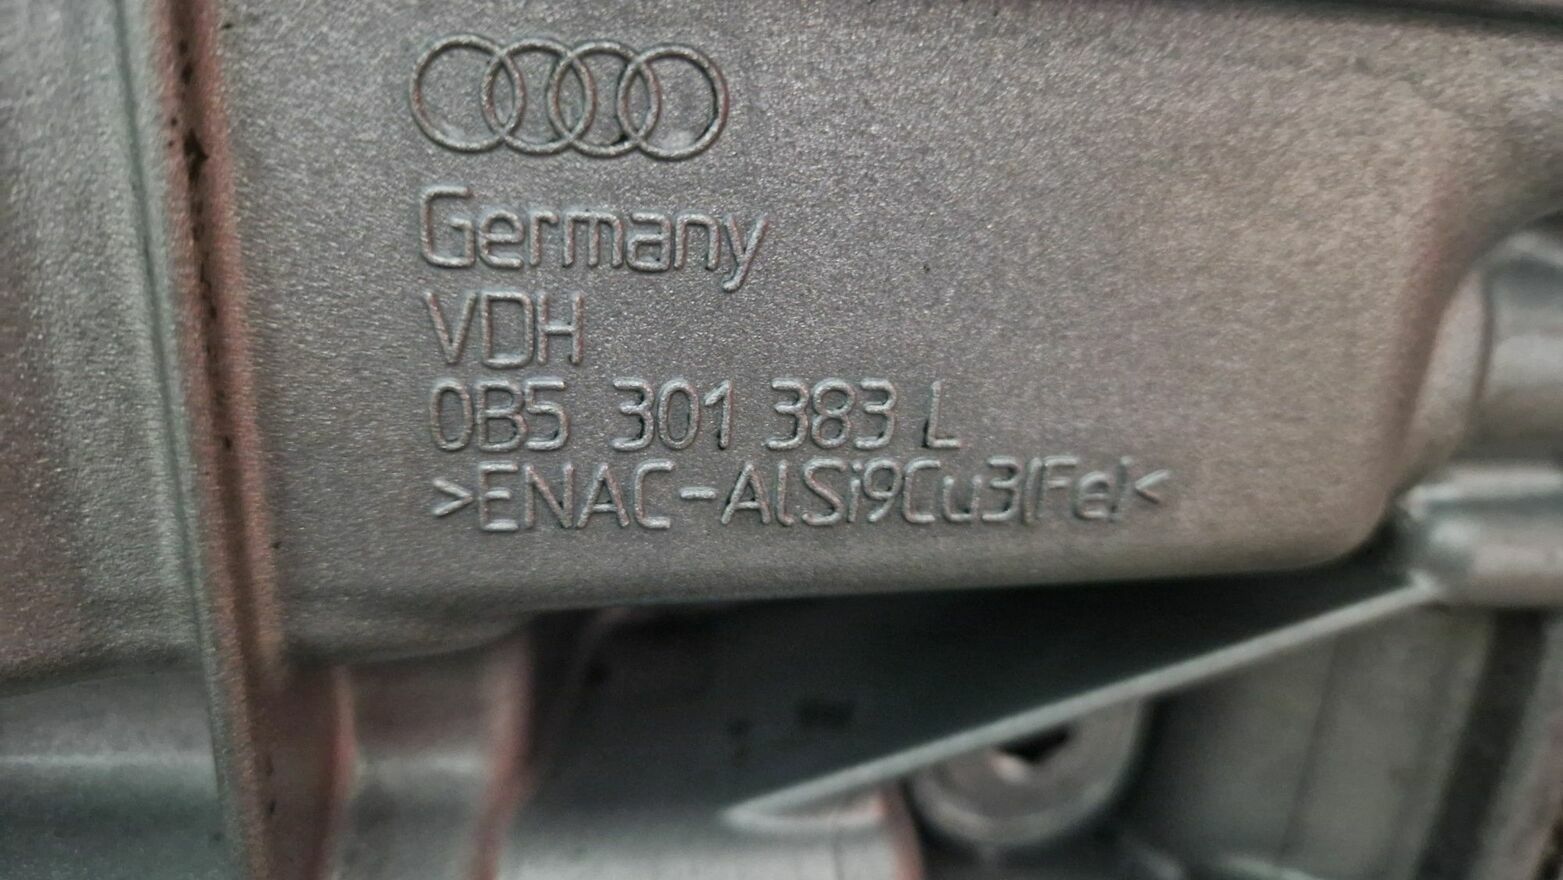 Germany
VDH
0B5 301 383 L
>ENAC-AlSi9Cu3(Fe)<